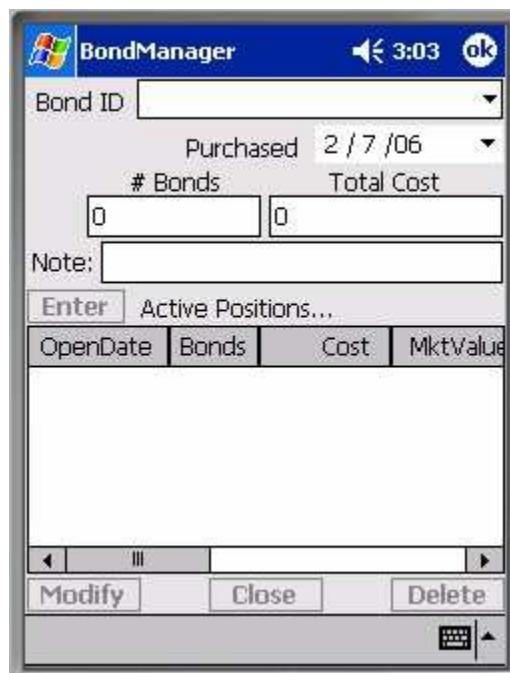 BondManager 3:03 ok
Bond ID
Purchased 2 / 7 /06
# Bonds Total Cost
0 0
Note:
Enter Active Positions...
OpenDate Bonds Cost MktValue
Modify Close Delete